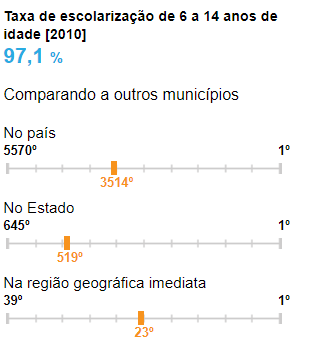 Taxa de escolarização de 6 a 14 anos de
idade [2010]
97,1 %
Comparando a outros municípios
No país
5570º 1º
3514º
No Estado
645º 1º
519º
Na região geográfica imediata
39º 1º
23º